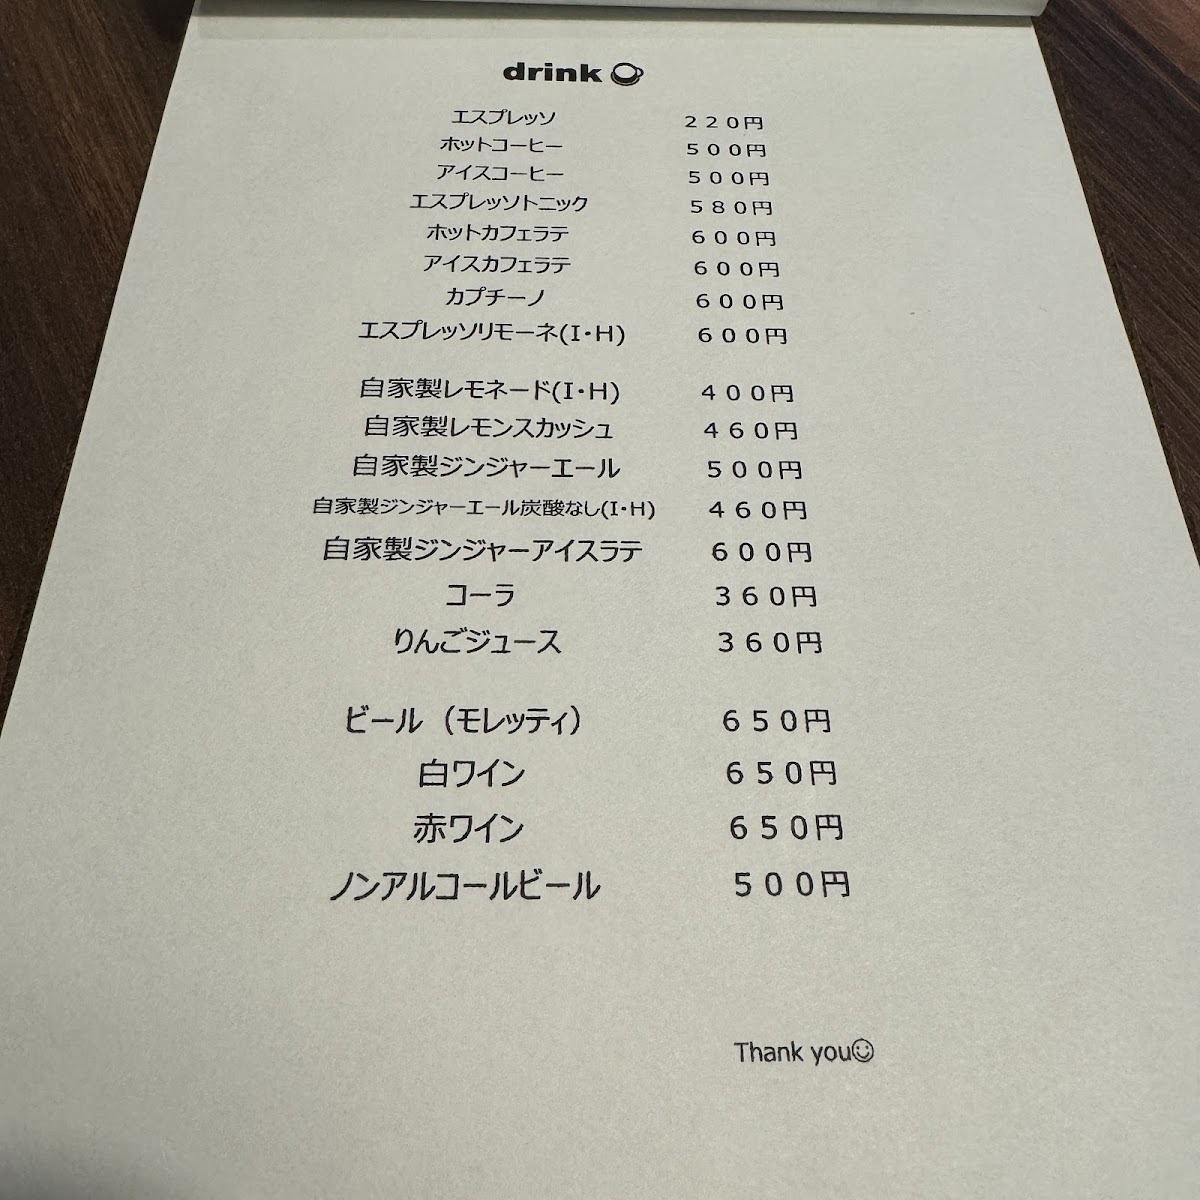 drink
エスプレッソ ２２０円
ホットコーヒー ５００円
アイスコーヒー ５００円
エスプレッソトニック ５８０円
ホットカフェラテ ６００円
アイスカフェラテ ６００円
カプチーノ ６００円
エスプレッソリモーネ(I・H) ６００円
自家製レモネード(I・H) ４００円
自家製レモンスカッシュ ４６０円
自家製ジンジャーエール ５００円
自家製ジンジャーエール炭酸なし(I・H) ４６０円
自家製ジンジャーアイスラテ ６００円
コーラ ３６０円
りんごジュース ３６０円
ビール（モレッティ） ６５０円
白ワイン ６５０円
赤ワイン ６５０円
ノンアルコールビール ５００円
Thank you☺